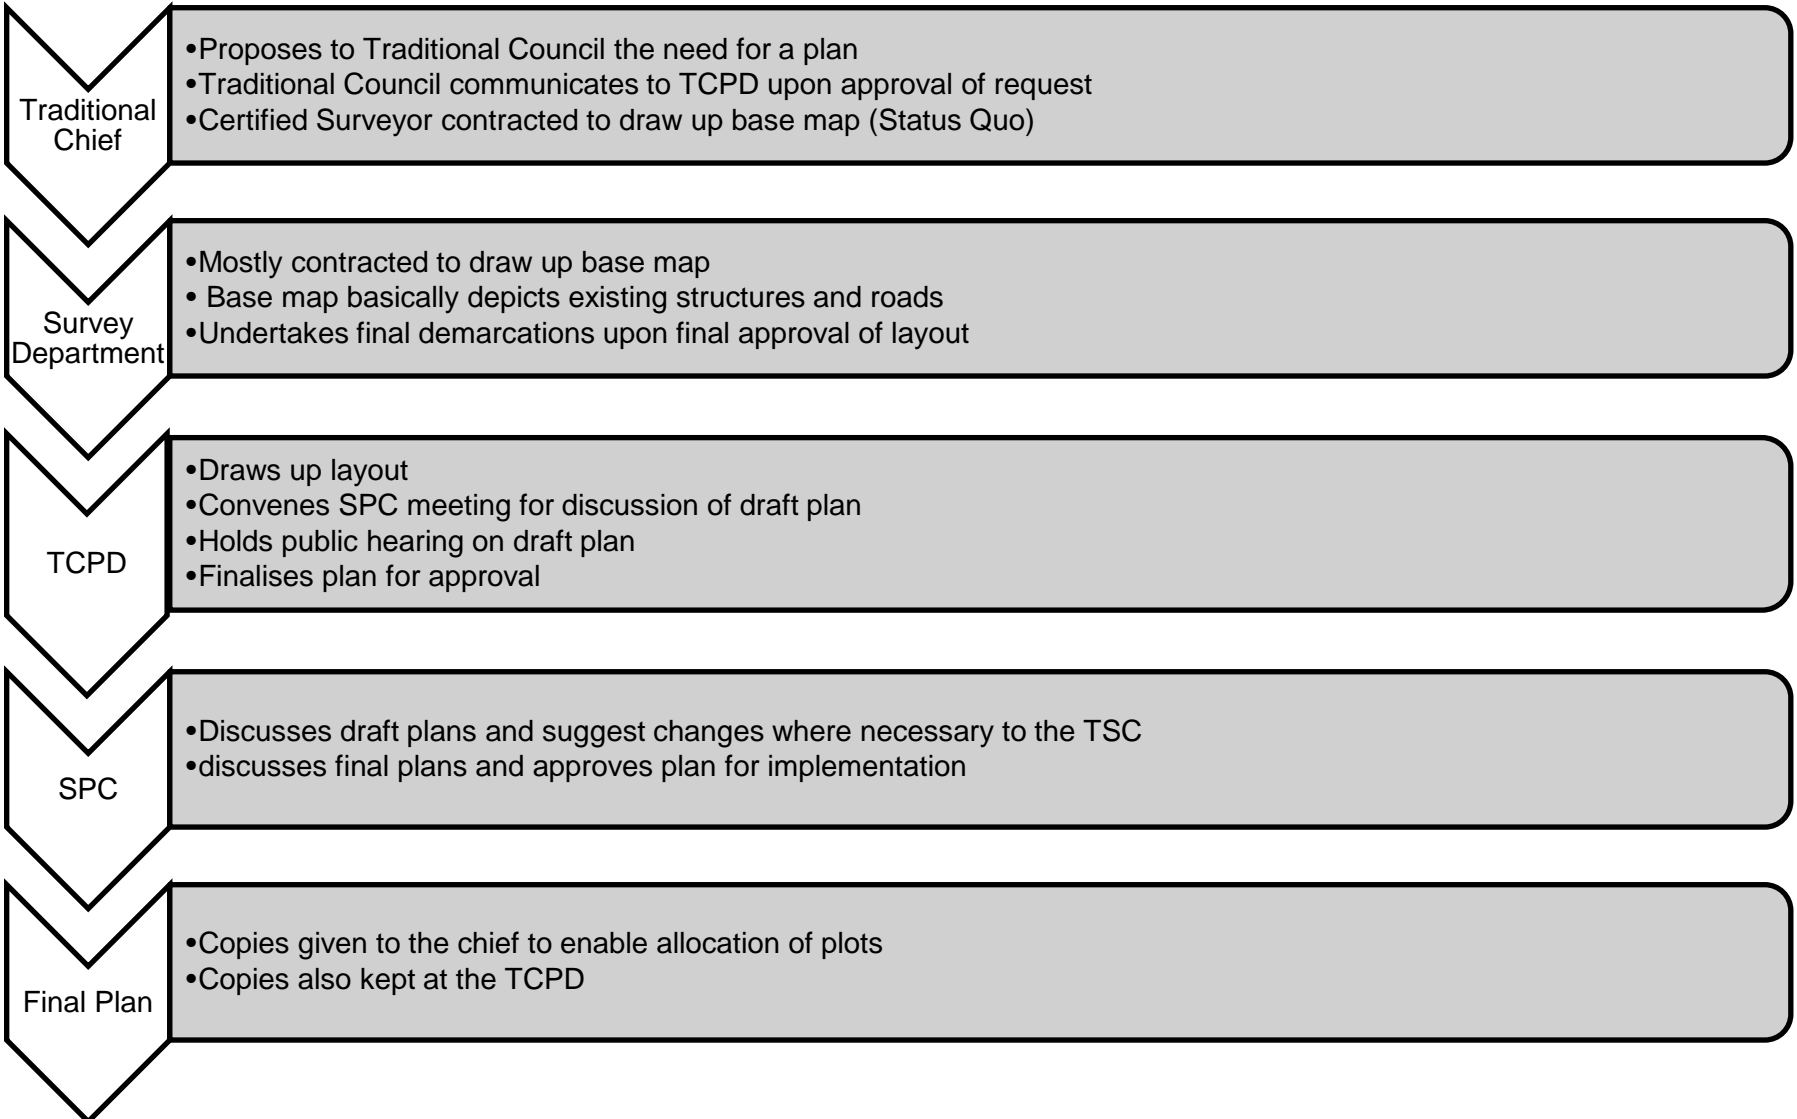 Traditional
Chief
•Proposes to Traditional Council the need for a plan
•Traditional Council communicates to TCPD upon approval of request
•Certified Surveyor contracted to draw up base map (Status Quo)
Survey
Department
•Mostly contracted to draw up base map
• Base map basically depicts existing structures and roads
•Undertakes final demarcations upon final approval of layout
TCPD
•Draws up layout
•Convenes SPC meeting for discussion of draft plan
•Holds public hearing on draft plan
•Finalises plan for approval
SPC
•Discusses draft plans and suggest changes where necessary to the TSC
•discusses final plans and approves plan for implementation
Final Plan
•Copies given to the chief to enable allocation of plots
•Copies also kept at the TCPD